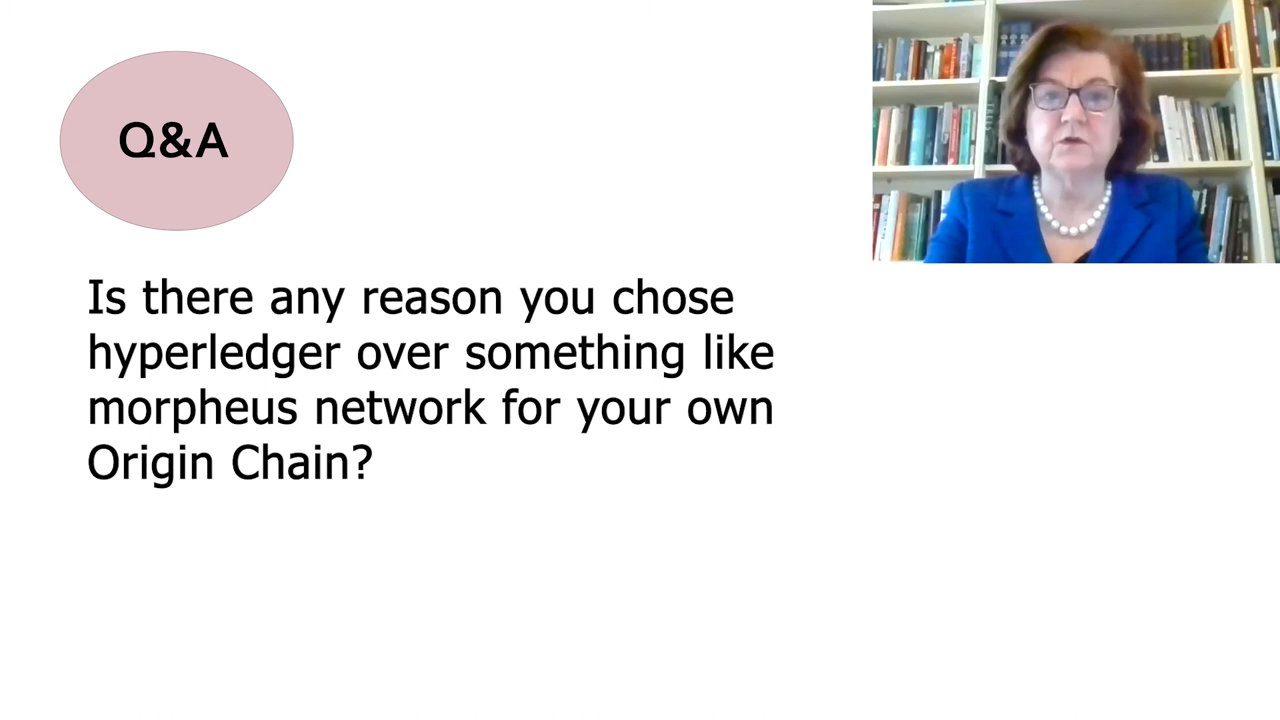 Q&A
Is there any reason you chose
hyperledger over something like
morpheus network for your own
Origin Chain?